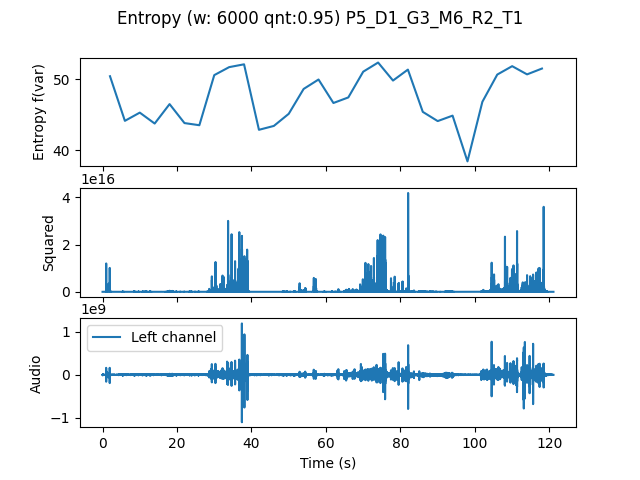 Entropy (w: 6000 qnt:0.95) P5_D1_G3_M6_R2_T1
Entropy f(var)
50
40
1e16
Squared
4
2
0
1e9
Audio
1
0
−1
Left channel
0 20 40 60 80 100 120
Time (s)